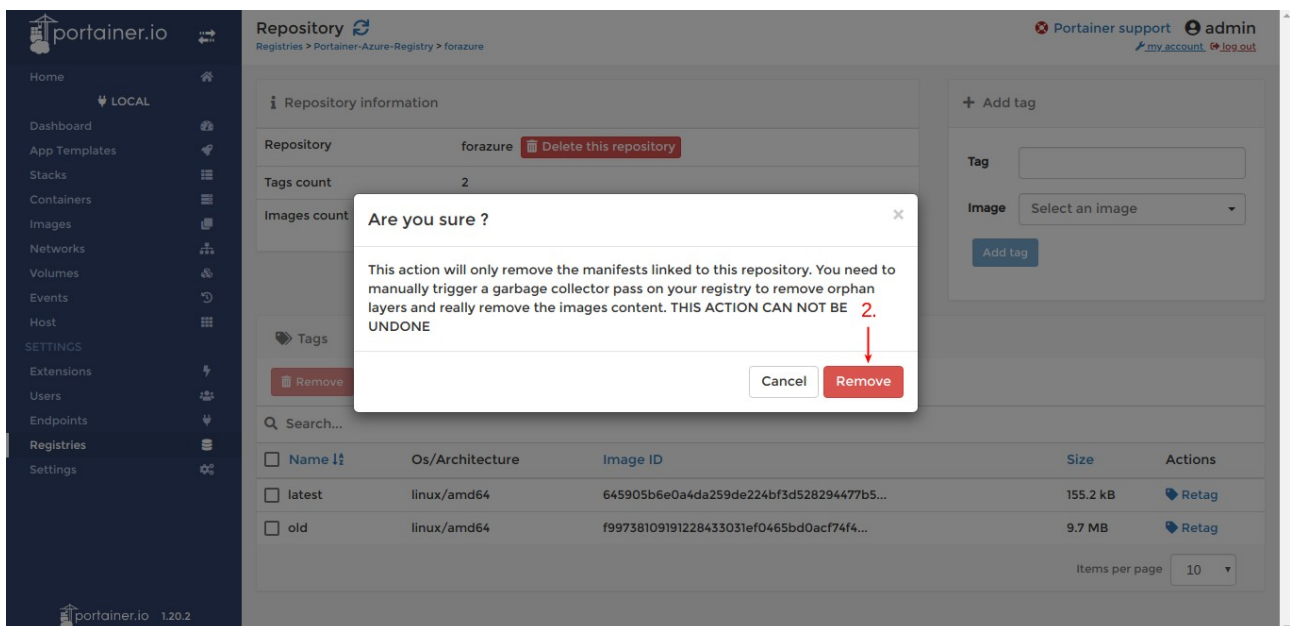 portainer.io
Home
LOCAL
Dashboard
App Templates
Stacks
Containers
Images
Networks
Volumes
Events
Host
SETTINGS
Extensions
Users
Endpoints
Registries
Settings
portainer.io 1.20.2
Repository
Registries > Portainer-Azure-Registry > forazure
Portainer support admin
my account log out
Repository information
Repository forazure Delete this repository
Tags count 2
Images count
Add tag
Tag
Image Select an image
Add tag
Are you sure ? ×
This action will only remove the manifests linked to this repository. You need to
manually trigger a garbage collector pass on your registry to remove orphan
layers and really remove the images content. THIS ACTION CAN NOT BE
UNDONE
2.
Cancel Remove
Tags
Remove
Search...
Name Os/Architecture Image ID Size Actions
latest linux/amd64 645905b6e0a4da259de224bf3d528294477b5... 155.2 kB Retag
old linux/amd64 f99738109191228433031ef0465bd0acf74f4... 9.7 MB Retag
Items per page 10